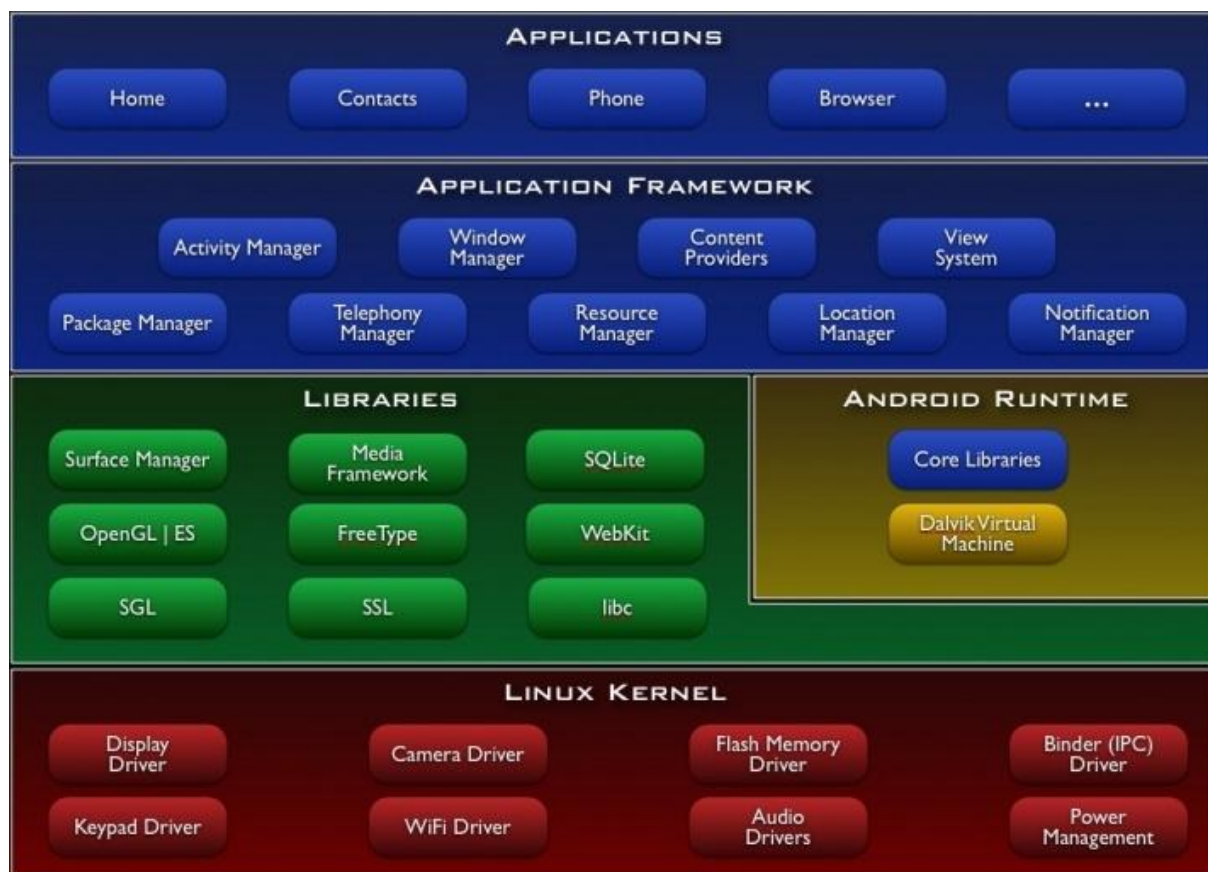 APPLICATIONS
Home
Contacts
Phone
Browser
...
APPLICATION FRAMEWORK
Activity Manager
Window
Manager
Content
Providers
View
System
Package Manager
Telephony
Manager
Resource
Manager
Location
Manager
Notification
Manager
LIBRARIES
Surface Manager
Media
Framework
SQLite
OpenGL | ES
FreeType
WebKit
SGL
SSL
libc
ANDROID RUNTIME
Core Libraries
Dalvik Virtual
Machine
LINUX KERNEL
Display
Driver
Camera Driver
Flash Memory
Driver
Binder (IPC)
Driver
Keypad Driver
WiFi Driver
Audio
Drivers
Power
Management